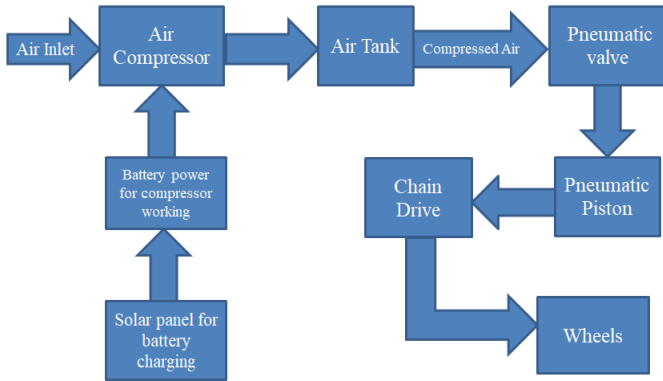 Air Inlet
Air
Compressor
Air Tank
Compressed Air
Pneumatic
valve
Battery power
for compressor
working
Chain
Drive
Pneumatic
Piston
Solar panel for
battery
charging
Wheels